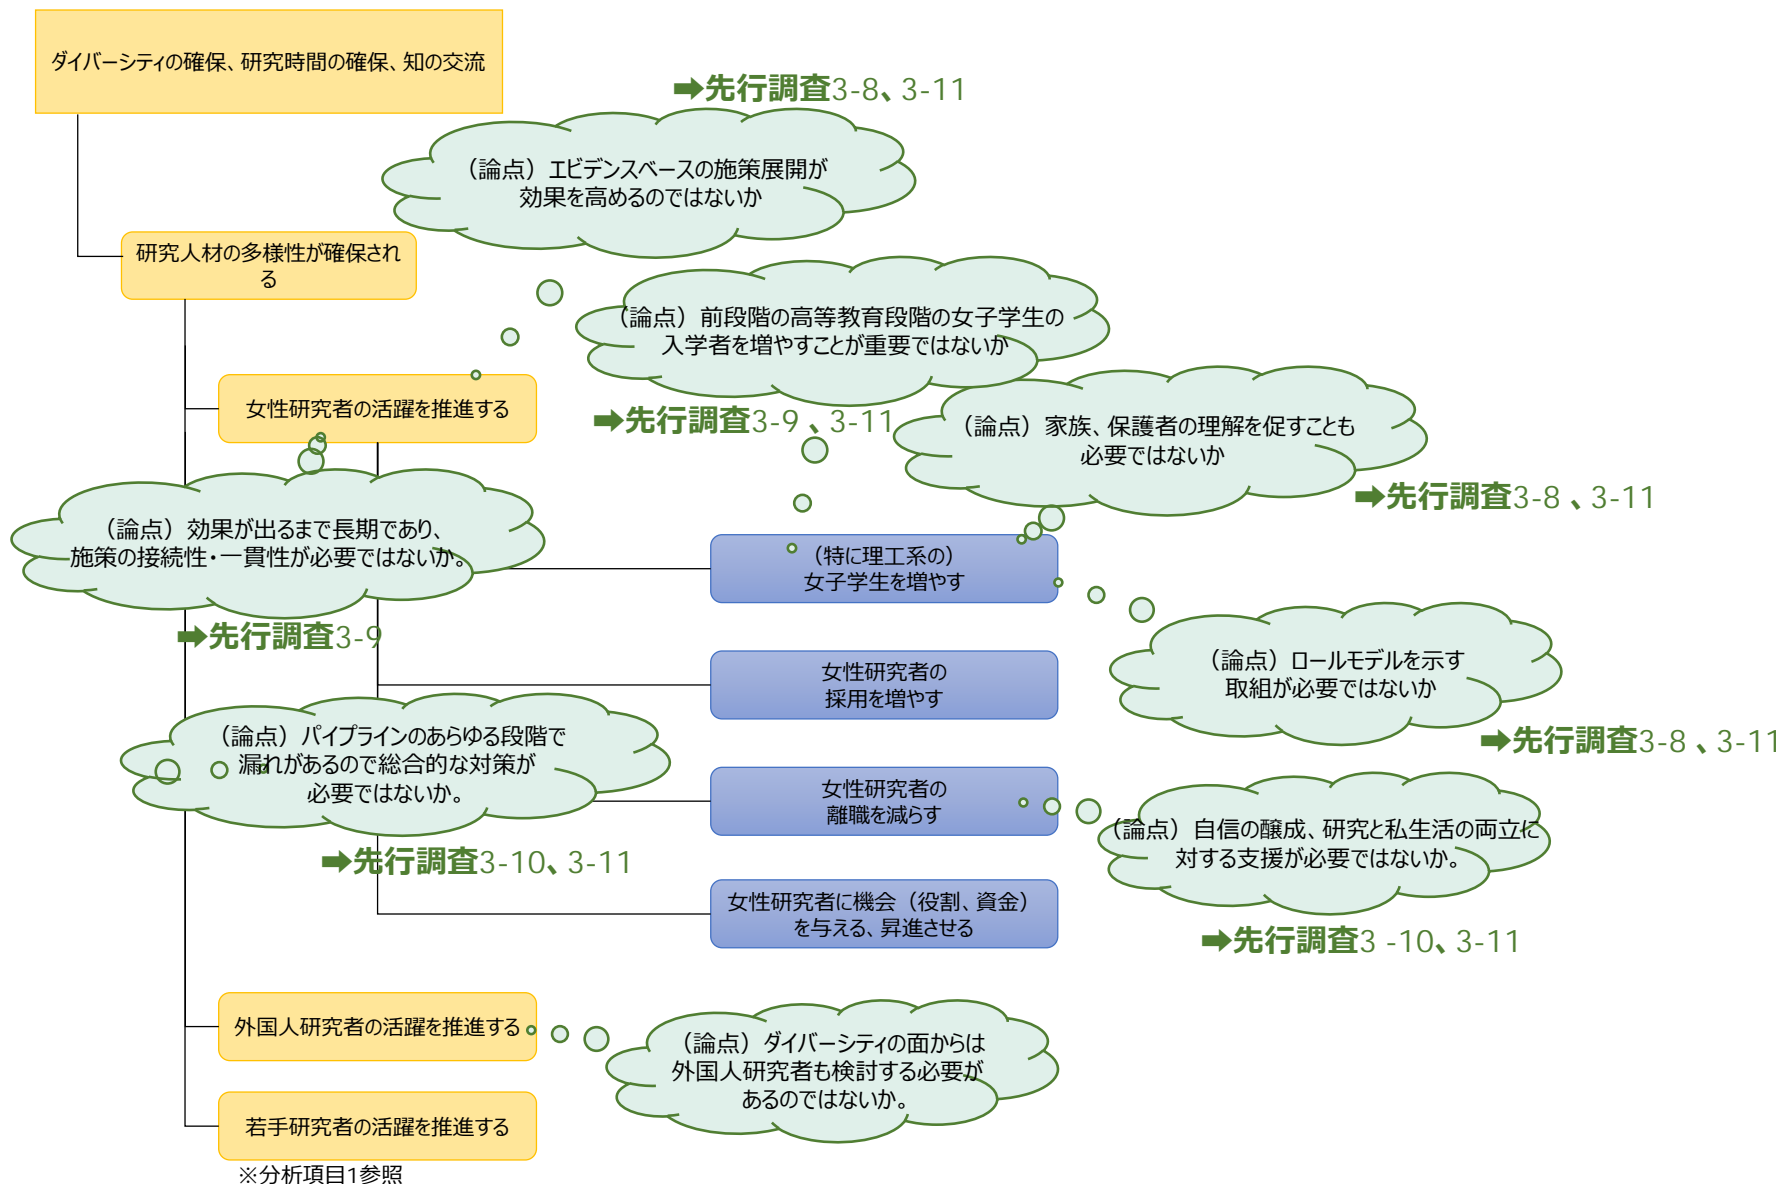 ダイバーシティの確保、研究時間の確保、知の交流
➡先行調査3-8、3-11
（論点）エビデンスベースの施策展開が
効果を高めるのではないか
研究人材の多様性が確保され
る
（論点）前段階の高等教育段階の女子学生の
入学者を増やすことが重要ではないか
➡先行調査3-9 、3-11
女性研究者の活躍を推進する
（論点）家族、保護者の理解を促すことも
必要ではないか
➡先行調査3-8 、3-11
（論点）効果が出るまで長期であり、
施策の接続性・一貫性が必要ではないか。
➡先行調査3-9
（特に理工系の）
女子学生を増やす
（論点）ロールモデルを示す
取組が必要ではないか
➡先行調査3-8 、3-11
女性研究者の
採用を増やす
（論点）パイプラインのあらゆる段階で
漏れがあるので総合的な対策が
必要ではないか。
➡先行調査3-10、3-11
女性研究者の
離職を減らす
（論点）自信の醸成、研究と私生活の両立に
対する支援が必要ではないか。
➡先行調査3 -10、3-11
女性研究者に機会（役割、資金）
を与える、昇進させる
外国人研究者の活躍を推進する
（論点）ダイバーシティの面からは
外国人研究者も検討する必要が
あるのではないか。
若手研究者の活躍を推進する
※分析項目1参照